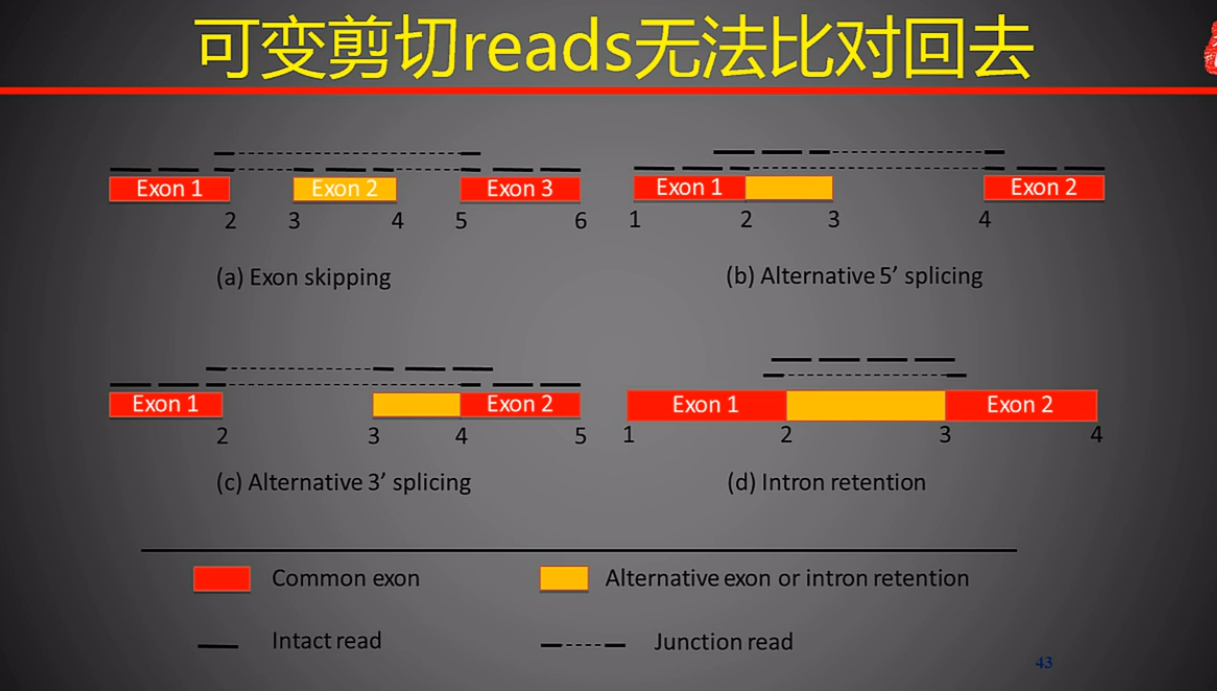 可变剪切reads无法比对回去
Exon 1 Exon 2 Exon 3
2 3 4 5 6
(a) Exon skipping
Exon 1 Exon 2
1 2 3 4
(b) Alternative 5’ splicing
Exon 1 Exon 2
2 3 4 5
(c) Alternative 3’ splicing
Exon 1 Exon 2
1 2 3 4
(d) Intron retention
Common exon
Alternative exon or intron retention
Intact read
Junction read
43